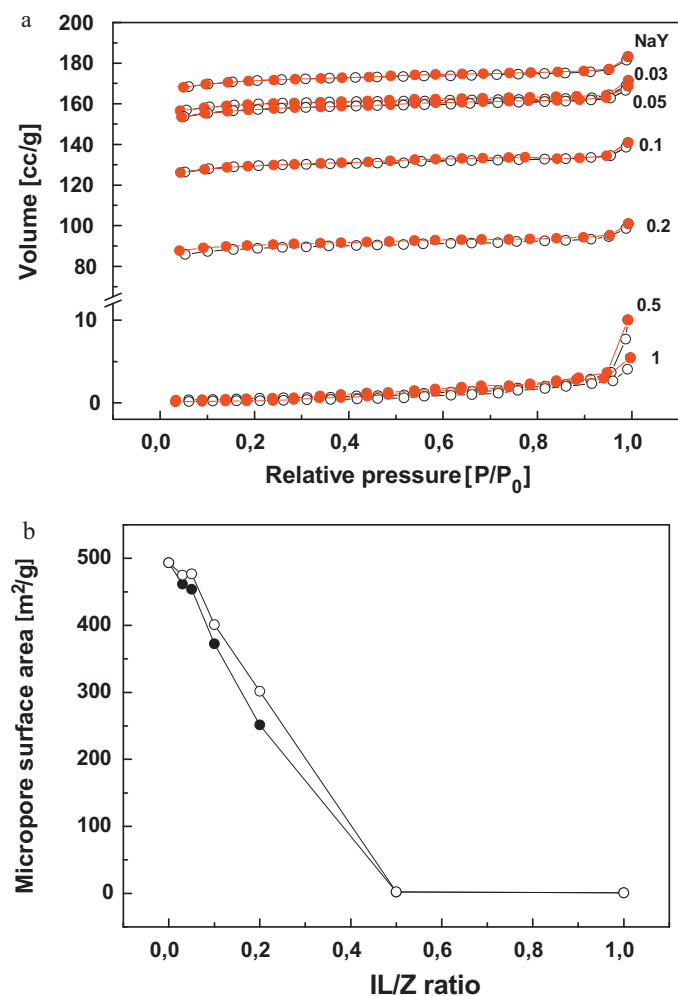 a
200
180
160
140
120
100
80
10
0
Volume [cc/g]
NaY
0.03
0.05
0.1
0.2
0.5
1
0,0 0,2 0,4 0,6 0,8 1,0
Relative pressure [P/P0]
b
500
400
300
200
100
0
Micropore surface area [m²/g]
0,0 0,2 0,4 0,6 0,8 1,0
IL/Z ratio